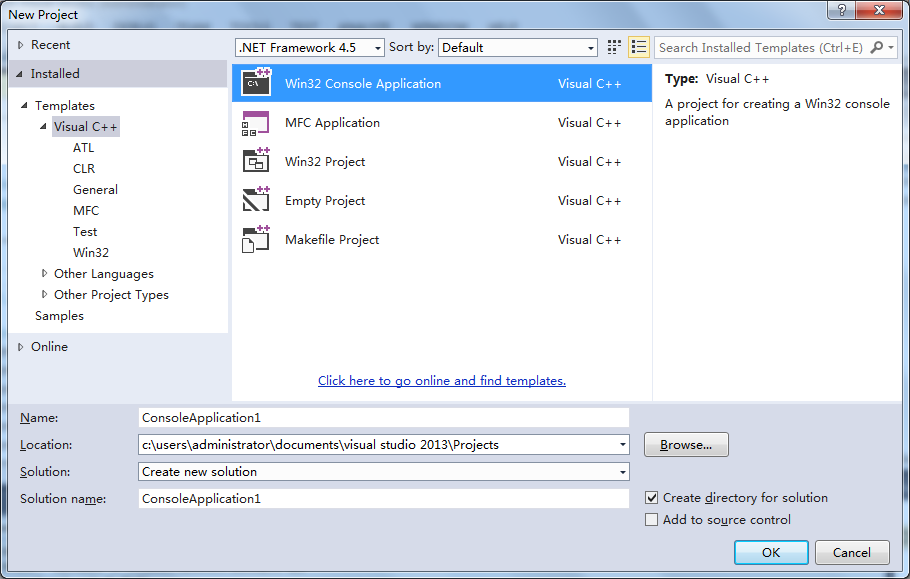 New Project
?
Recent
.NET Framework 4.5
Sort by:
Default
Search Installed Templates (Ctrl+E)
Installed
Templates
Visual C++
ATL
CLR
General
MFC
Test
Win32
Other Languages
Other Project Types
Samples
Online
C:\
Win32 Console Application Visual C++
MFC Application Visual C++
Win32 Project Visual C++
Empty Project Visual C++
Makefile Project Visual C++
Click here to go online and find templates.
Type: Visual C++
A project for creating a Win32 console
application
Name: ConsoleApplication1
Location: c:\users\administrator\documents\visual studio 2013\Projects Browse...
Solution: Create new solution
Solution name: ConsoleApplication1
Create directory for solution
Add to source control
OK Cancel